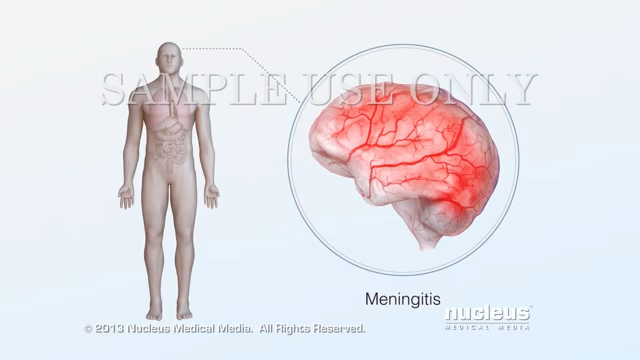 SAMPLE USE ONLY
Meningitis
nucleus
MEDICAL MEDIA
© 2013 Nucleus Medical Media. All Rights Reserved.